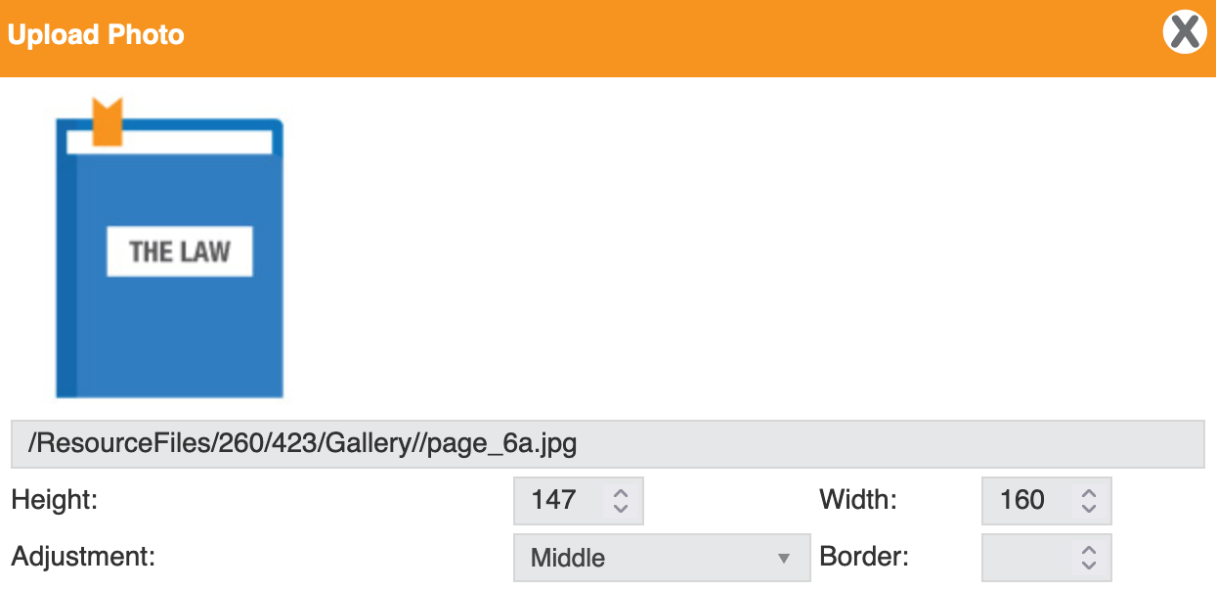 Upload Photo X
THE LAW
/ResourceFiles/260/423/Gallery//page_6a.jpg
Height: 147 Width: 160
Adjustment: Middle Border: